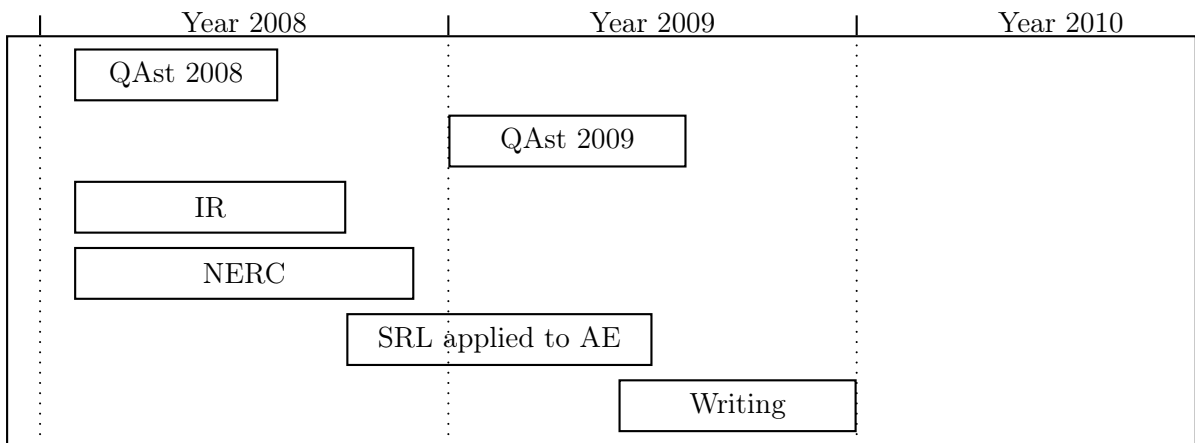 Year 2008 Year 2009 Year 2010
QAst 2008
QAst 2009
IR
NERC
SRL applied to AE
Writing